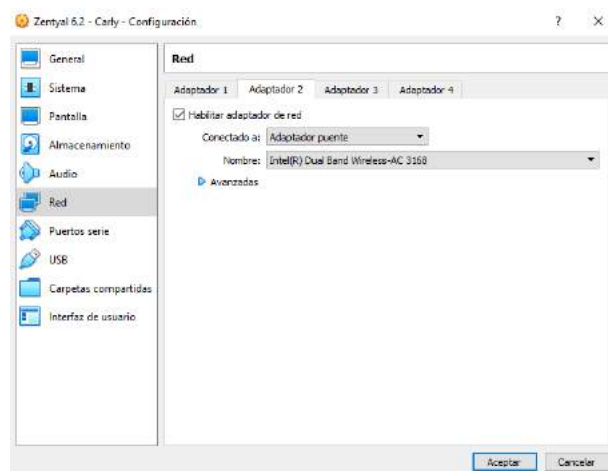 Zentyal 6.2 - Carly - Configuración
?
General
Sistema
Pantalla
Almacenamiento
Audio
Red
Puertos serie
USB
Carpetas compartidas
Interfaz de usuario
Red
Adaptador 1 Adaptador 2 Adaptador 3 Adaptador 4
Habilitar adaptador de red
Conectado a: Adaptador puente
Nombre: Intel(R) Dual Band Wireless-AC 3168
Avanzadas
Aceptar Cancelar